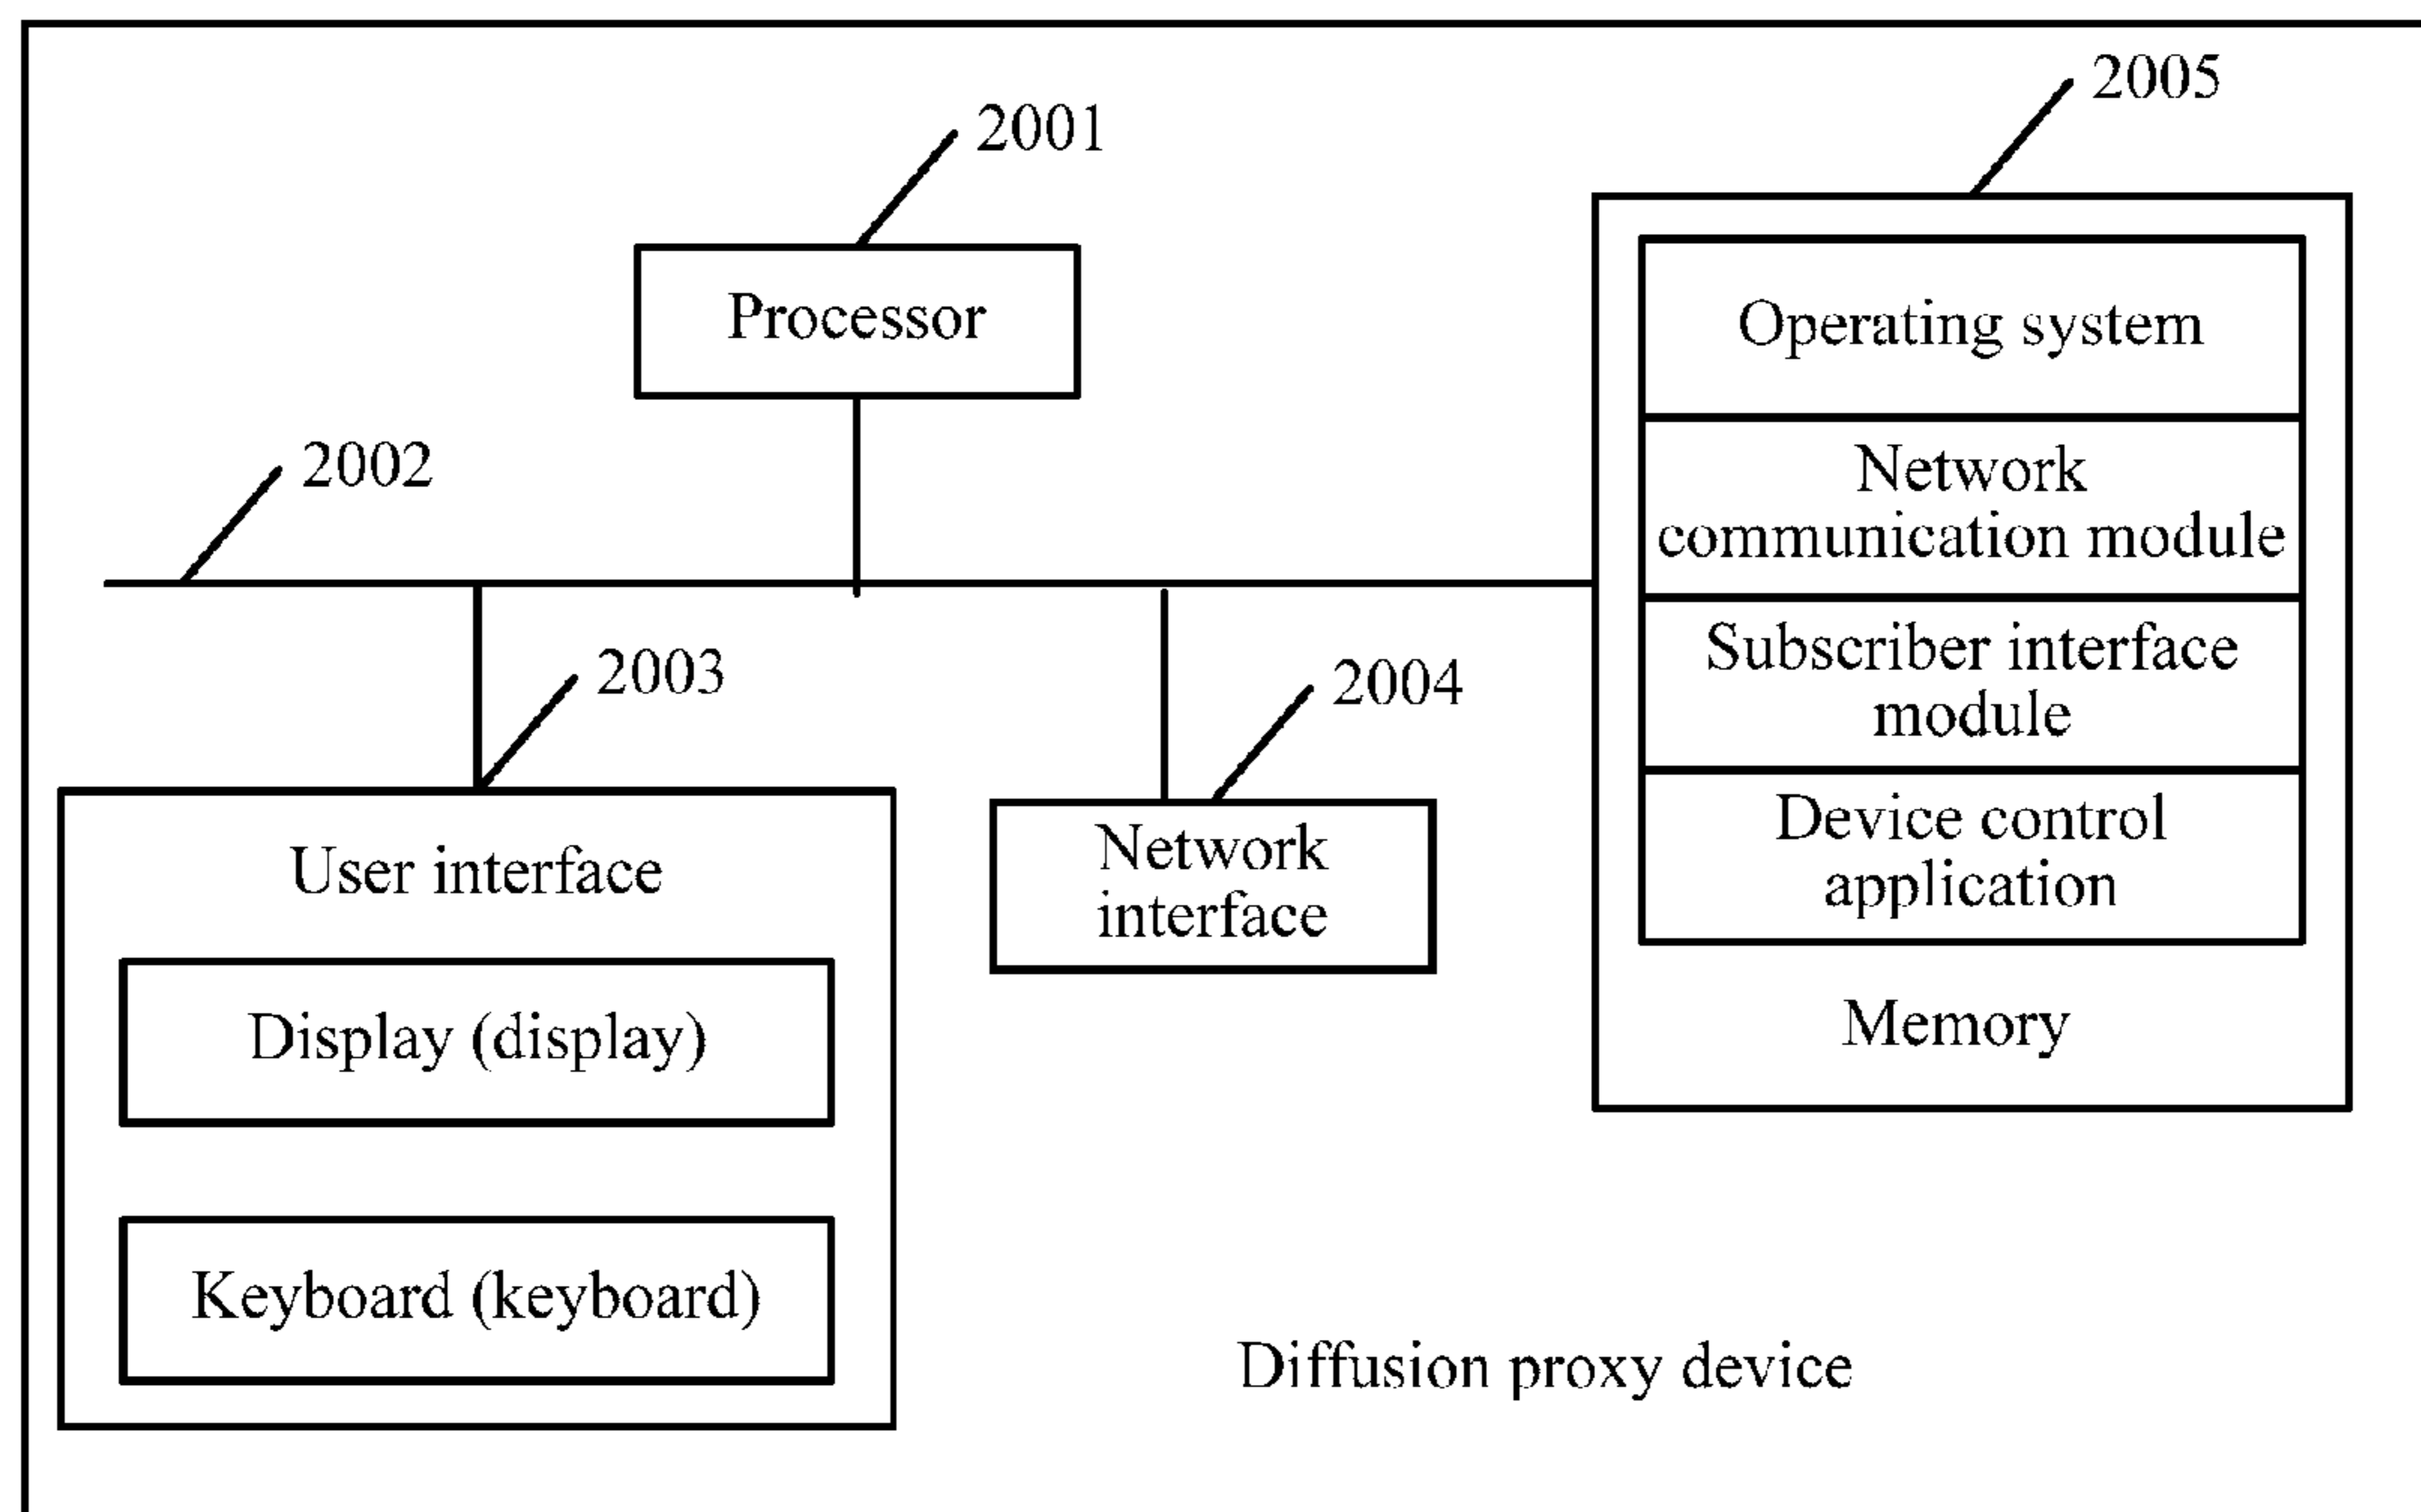 2005
2001
Processor
Operating system
2002
Network
communication module
2003
2004
Subscriber interface
module
User interface
Network
interface
Device control
application
Display (display)
Memory
Keyboard (keyboard)
Diffusion proxy device